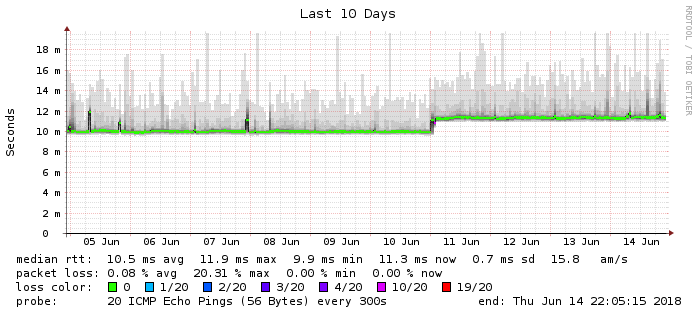 Last 10 Days
RRDTOOL / TOBI OETIKER
Seconds
18 m
16 m
14 m
12 m
10 m
8 m
6 m
4 m
2 m
0
05 Jun 06 Jun 07 Jun 08 Jun 09 Jun 10 Jun 11 Jun 12 Jun 13 Jun 14 Jun
median rtt: 10.5 ms avg 11.9 ms max 9.9 ms min 11.3 ms now 0.7 ms sd 15.8 am/s
packet loss: 0.08 % avg 20.31 % max 0.00 % min 0.00 % now
loss color: 0 1/20 2/20 3/20 4/20 10/20 19/20
probe: 20 ICMP Echo Pings (56 Bytes) every 300s end: Thu Jun 14 22:05:15 2018